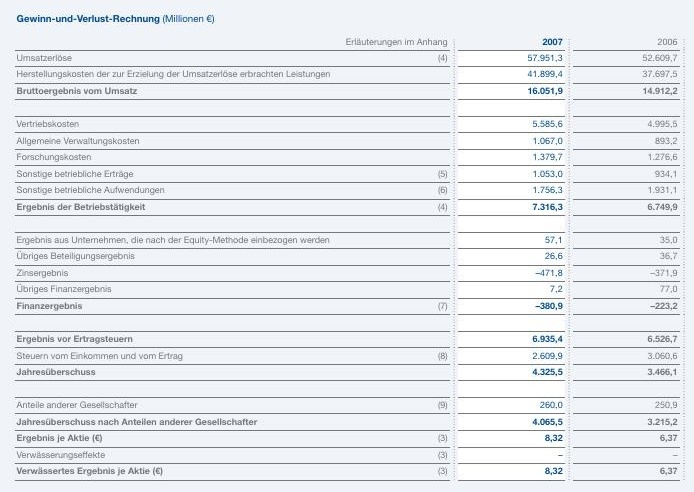 Gewinn-und-Verlust-Rechnung (Millionen €)
Erläuterungen im Anhang 2007 2006
Umsatzerlöse (4) 57.951,3 52.609,7
Herstellungskosten der zur Erzielung der Umsatzerlöse erbrachten Leistungen 41.899,4 37.697,5
Bruttoergebnis vom Umsatz 16.051,9 14.912,2
Vertriebskosten 5.585,6 4.995,5
Allgemeine Verwaltungskosten 1.067,0 893,2
Forschungskosten 1.379,7 1.276,6
Sonstige betriebliche Erträge (5) 1.053,0 934,1
Sonstige betriebliche Aufwendungen (6) 1.756,3 1.931,1
Ergebnis der Betriebstätigkeit (4) 7.316,3 6.749,9
Ergebnis aus Unternehmen, die nach der Equity-Methode einbezogen werden 57,1 35,0
Übriges Beteiligungsergebnis 26,6 36,7
Zinsergebnis –471,8 –371,9
Übriges Finanzergebnis 7,2 77,0
Finanzergebnis (7) –380,9 –223,2
Ergebnis vor Ertragsteuern 6.935,4 6.526,7
Steuern vom Einkommen und vom Ertrag (8) 2.609,9 3.060,6
Jahresüberschuss 4.325,5 3.466,1
Anteile anderer Gesellschafter (9) 260,0 250,9
Jahresüberschuss nach Anteilen anderer Gesellschafter 4.065,5 3.215,2
Ergebnis je Aktie (€) (3) 8,32 6,37
Verwässerungseffekte (3) – –
Verwässertes Ergebnis je Aktie (€) (3) 8,32 6,37